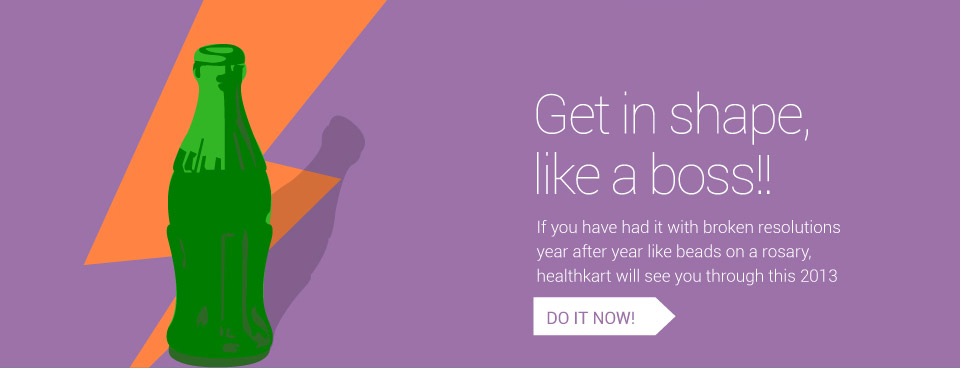 Get in shape,
like a boss!!
If you have had it with broken resolutions
year after year like beads on a rosary,
healthkart will see you through this 2013
DO IT NOW!